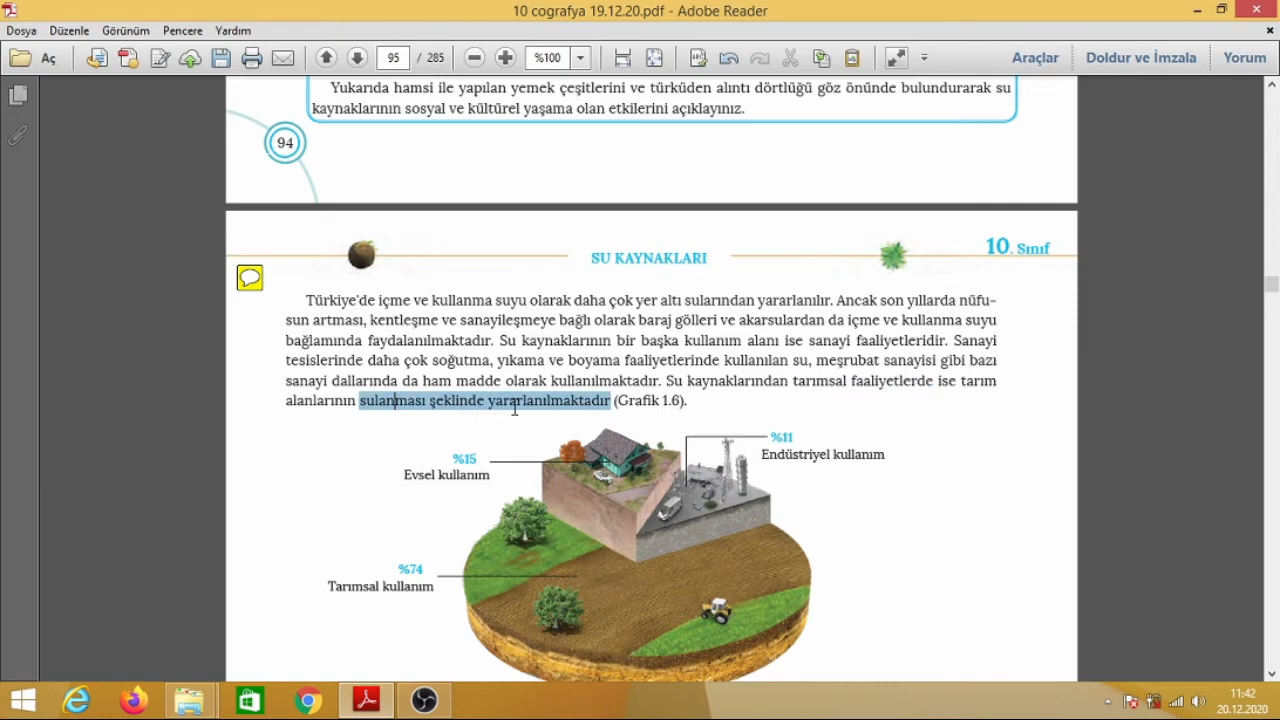 10 cografya 19.12.20.pdf - Adobe Reader
Dosya Düzenle Görünüm Pencere Yardım
Aç 95 / 285 %100 Araçlar Doldur ve İmzala Yorum
Yukarıda hamsi ile yapılan yemek çeşitlerini ve türküden alıntı dörtlüğü göz önünde bulundurarak su
kaynaklarının sosyal ve kültürel yaşama olan etkilerini açıklayınız.
94
SU KAYNAKLARI
10. Sınıf
Türkiye'de içme ve kullanma suyu olarak daha çok yer altı sularından yararlanılır. Ancak son yıllarda nüfu-
sun artması, kentleşme ve sanayileşmeye bağlı olarak baraj gölleri ve akarsulardan da içme ve kullanma suyu
bağlamında faydalanılmaktadır. Su kaynaklarının bir başka kullanım alanı ise sanayi faaliyetleridir. Sanayi
tesislerinde daha çok soğutma, yıkama ve boyama faaliyetlerinde kullanılan su, meşrubat sanayisi gibi bazı
sanayi dallarında da ham madde olarak kullanılmaktadır. Su kaynaklarından tarımsal faaliyetlerde ise tarım
alanlarının sulanması şeklinde yararlanılmaktadır (Grafik 1.6).
%11
Endüstriyel kullanım
%15
Evsel kullanım
%74
Tarımsal kullanım
11:42
20.12.2020